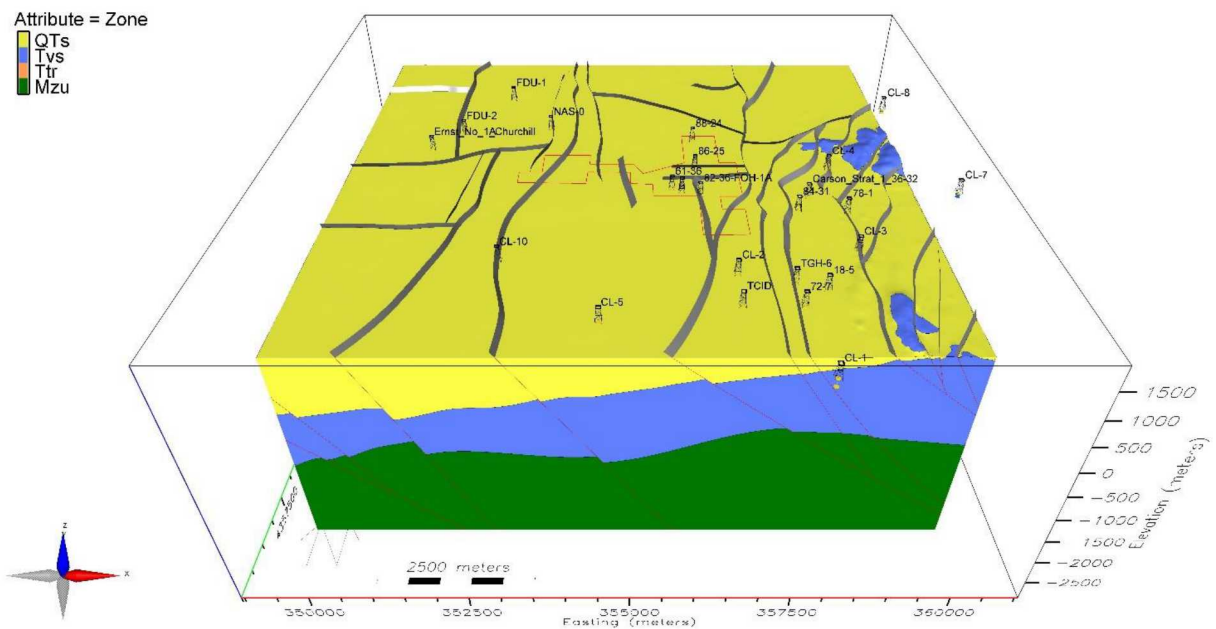 Attribute = Zone
QTs
Tvs
Ttr
Mzu
CL-8
FDU-1
FDU-2
NAS-0
Ernst_No_1A
Churchill
88-24
86-25
CL-4
CL-7
61-36
82-36
FOH-1A
Carson_Strat_1_36-32
84-31
78-1
CL-3
CL-10
CL-2
TGH-6
18-5
TCID
72-7
CL-5
CL-1
1500
1000
500
0
-500
-1000
1500
-2000
-2500
Elevation (meters)
z
x
2500 meters
350000
352500
355000
357500
360000
Easting (meters)